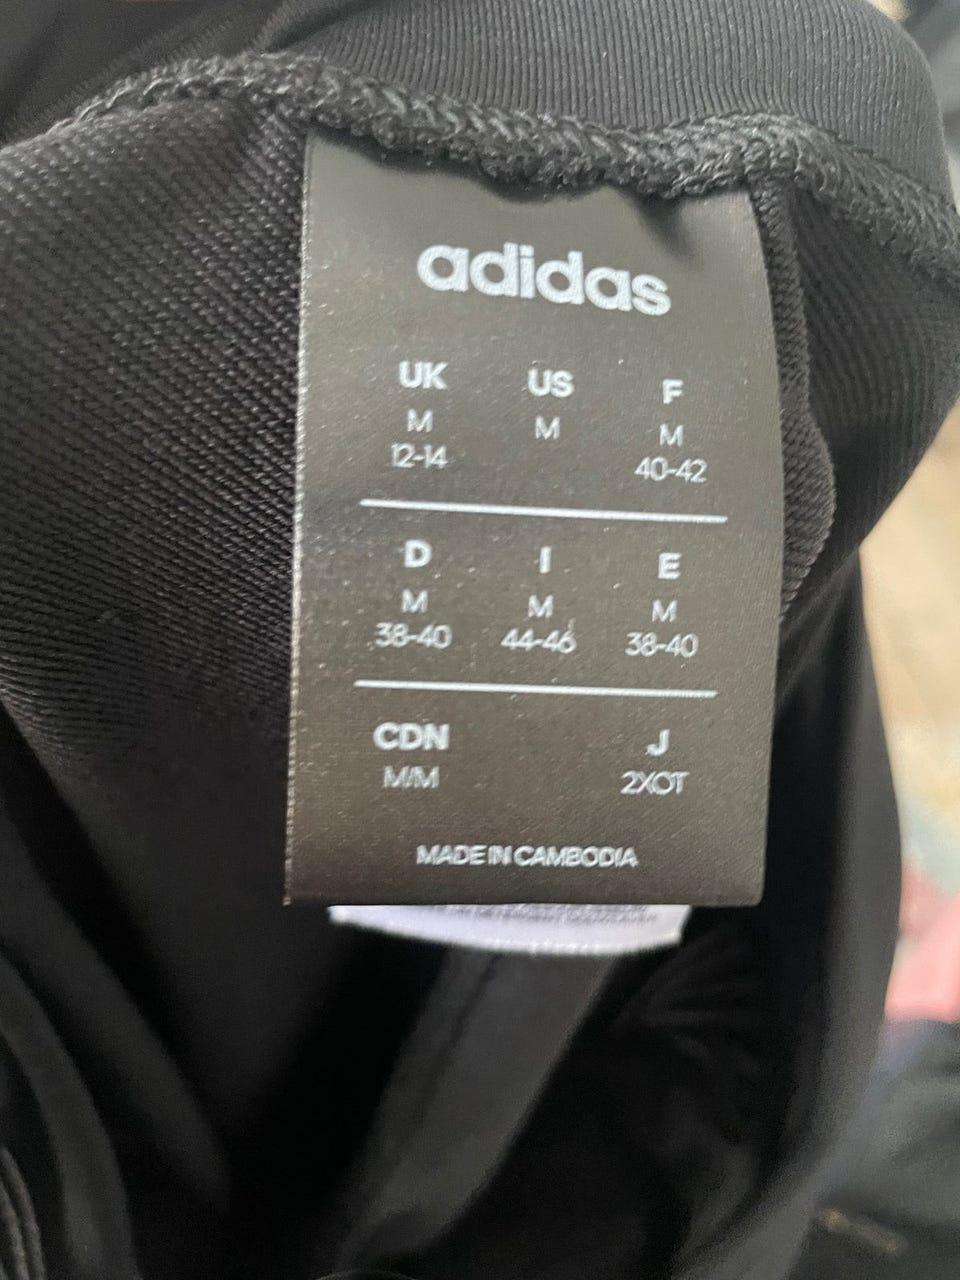 adidas
UK US F
M M M
12-14 40-42
D I E
M M M
38-40 44-46 38-40
CDN J
M/M 2XOT
MADE IN CAMBODIA